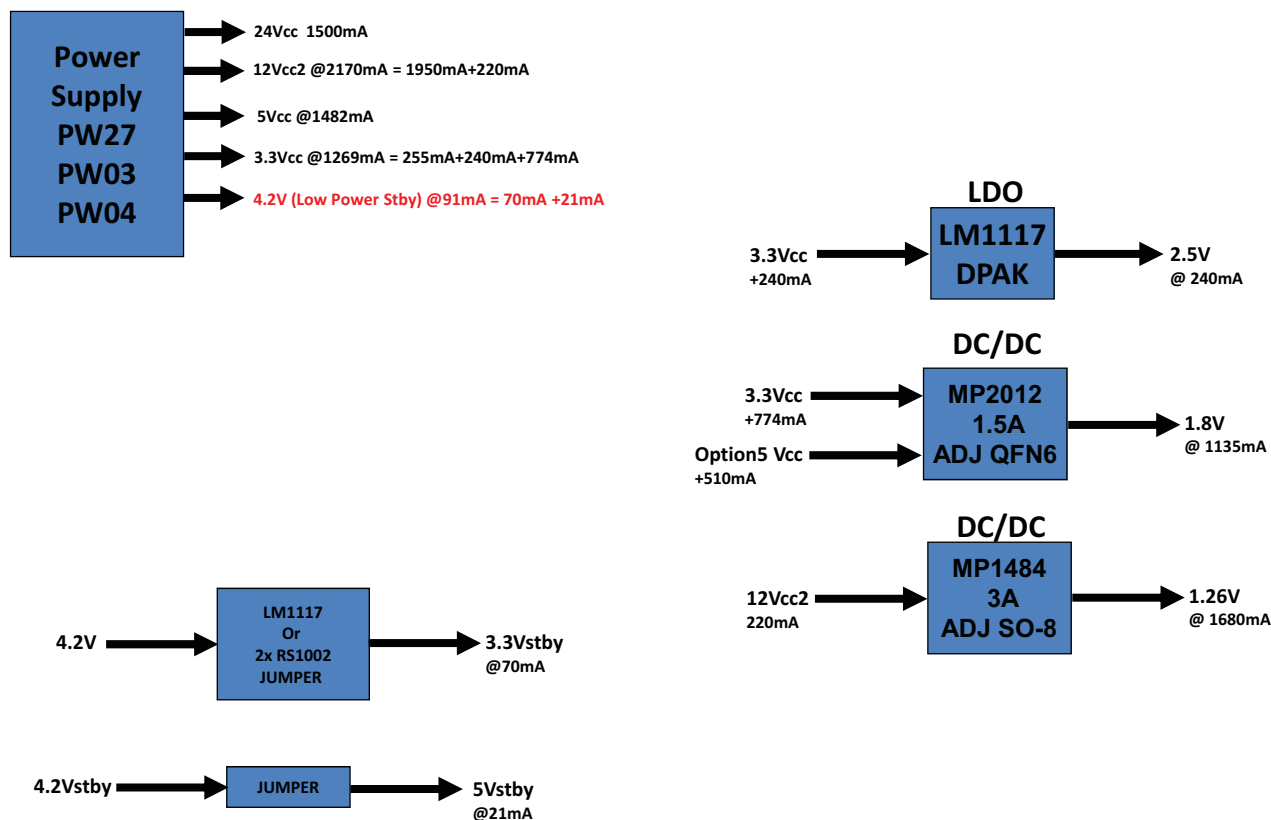 Power
Supply
PW27
PW03
PW04
24Vcc 1500mA
12Vcc2 @2170mA = 1950mA+220mA
5Vcc @1482mA
3.3Vcc @1269mA = 255mA+240mA+774mA
4.2V (Low Power Stby) @91mA = 70mA +21mA
LDO
LM1117
DPAK
3.3Vcc
+240mA
2.5V
@ 240mA
DC/DC
MP2012
1.5A
ADJ QFN6
3.3Vcc
+774mA
Option5 Vcc
+510mA
1.8V
@ 1135mA
DC/DC
MP1484
3A
ADJ SO-8
12Vcc2
220mA
1.26V
@ 1680mA
4.2V
LM1117
Or
2x RS1002
JUMPER
3.3Vstby
@70mA
4.2Vstby
JUMPER
5Vstby
@21mA